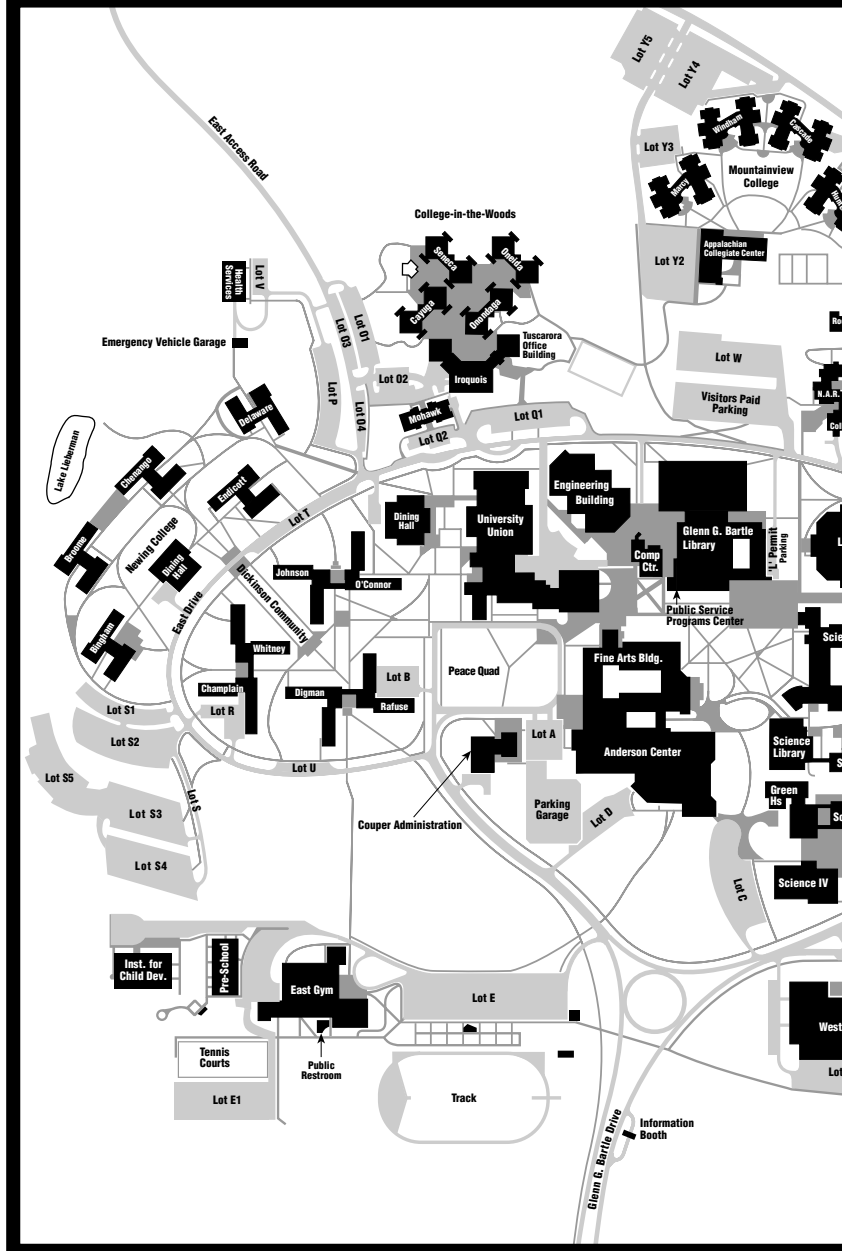 Lot Y5
Lot Y4
Windham
Cascade
East Access Road
Lot Y3
Marcy
Mountainview
College
College-in-the-Woods
Seneca
Oneida
Appalachian
Collegiate Center
Lot Y2
Health
Services
Lot V
Cayuga
Onondaga
Lot O3
Lot O1
Emergency Vehicle Garage
Tuscarora
Office
Building
Lot W
Lot P
Lot O2
Iroquois
Visitors Paid
Parking
N.A.R.
Delaware
Lot O4
Mohawk
Lot Q1
Lot Q2
Lake Lieberman
Chenango
Endicott
Engineering
Building
Lot T
Dining
Hall
University
Union
Glenn G. Bartle
Library
'L' Permit
Parking
Broome
Newing College
Dining
Hall
Comp
Ctr.
Johnson
O'Connor
Dickinson Community
East Drive
Public Service
Programs Center
Bingham
Whitney
Fine Arts Bldg.
Peace Quad
Champlain
Digman
Lot B
Rafuse
Lot S1
Lot R
Lot S2
Lot A
Anderson Center
Science
Library
Lot U
Lot S5
Lot S
Green
Hs
Lot S3
Couper Administration
Parking
Garage
Lot D
Lot S4
Lot C
Science IV
Inst. for
Child Dev.
Pre-School
East Gym
Lot E
West
Tennis
Courts
Public
Restroom
Lot
Lot E1
Track
Glenn G. Bartle Drive
Information
Booth